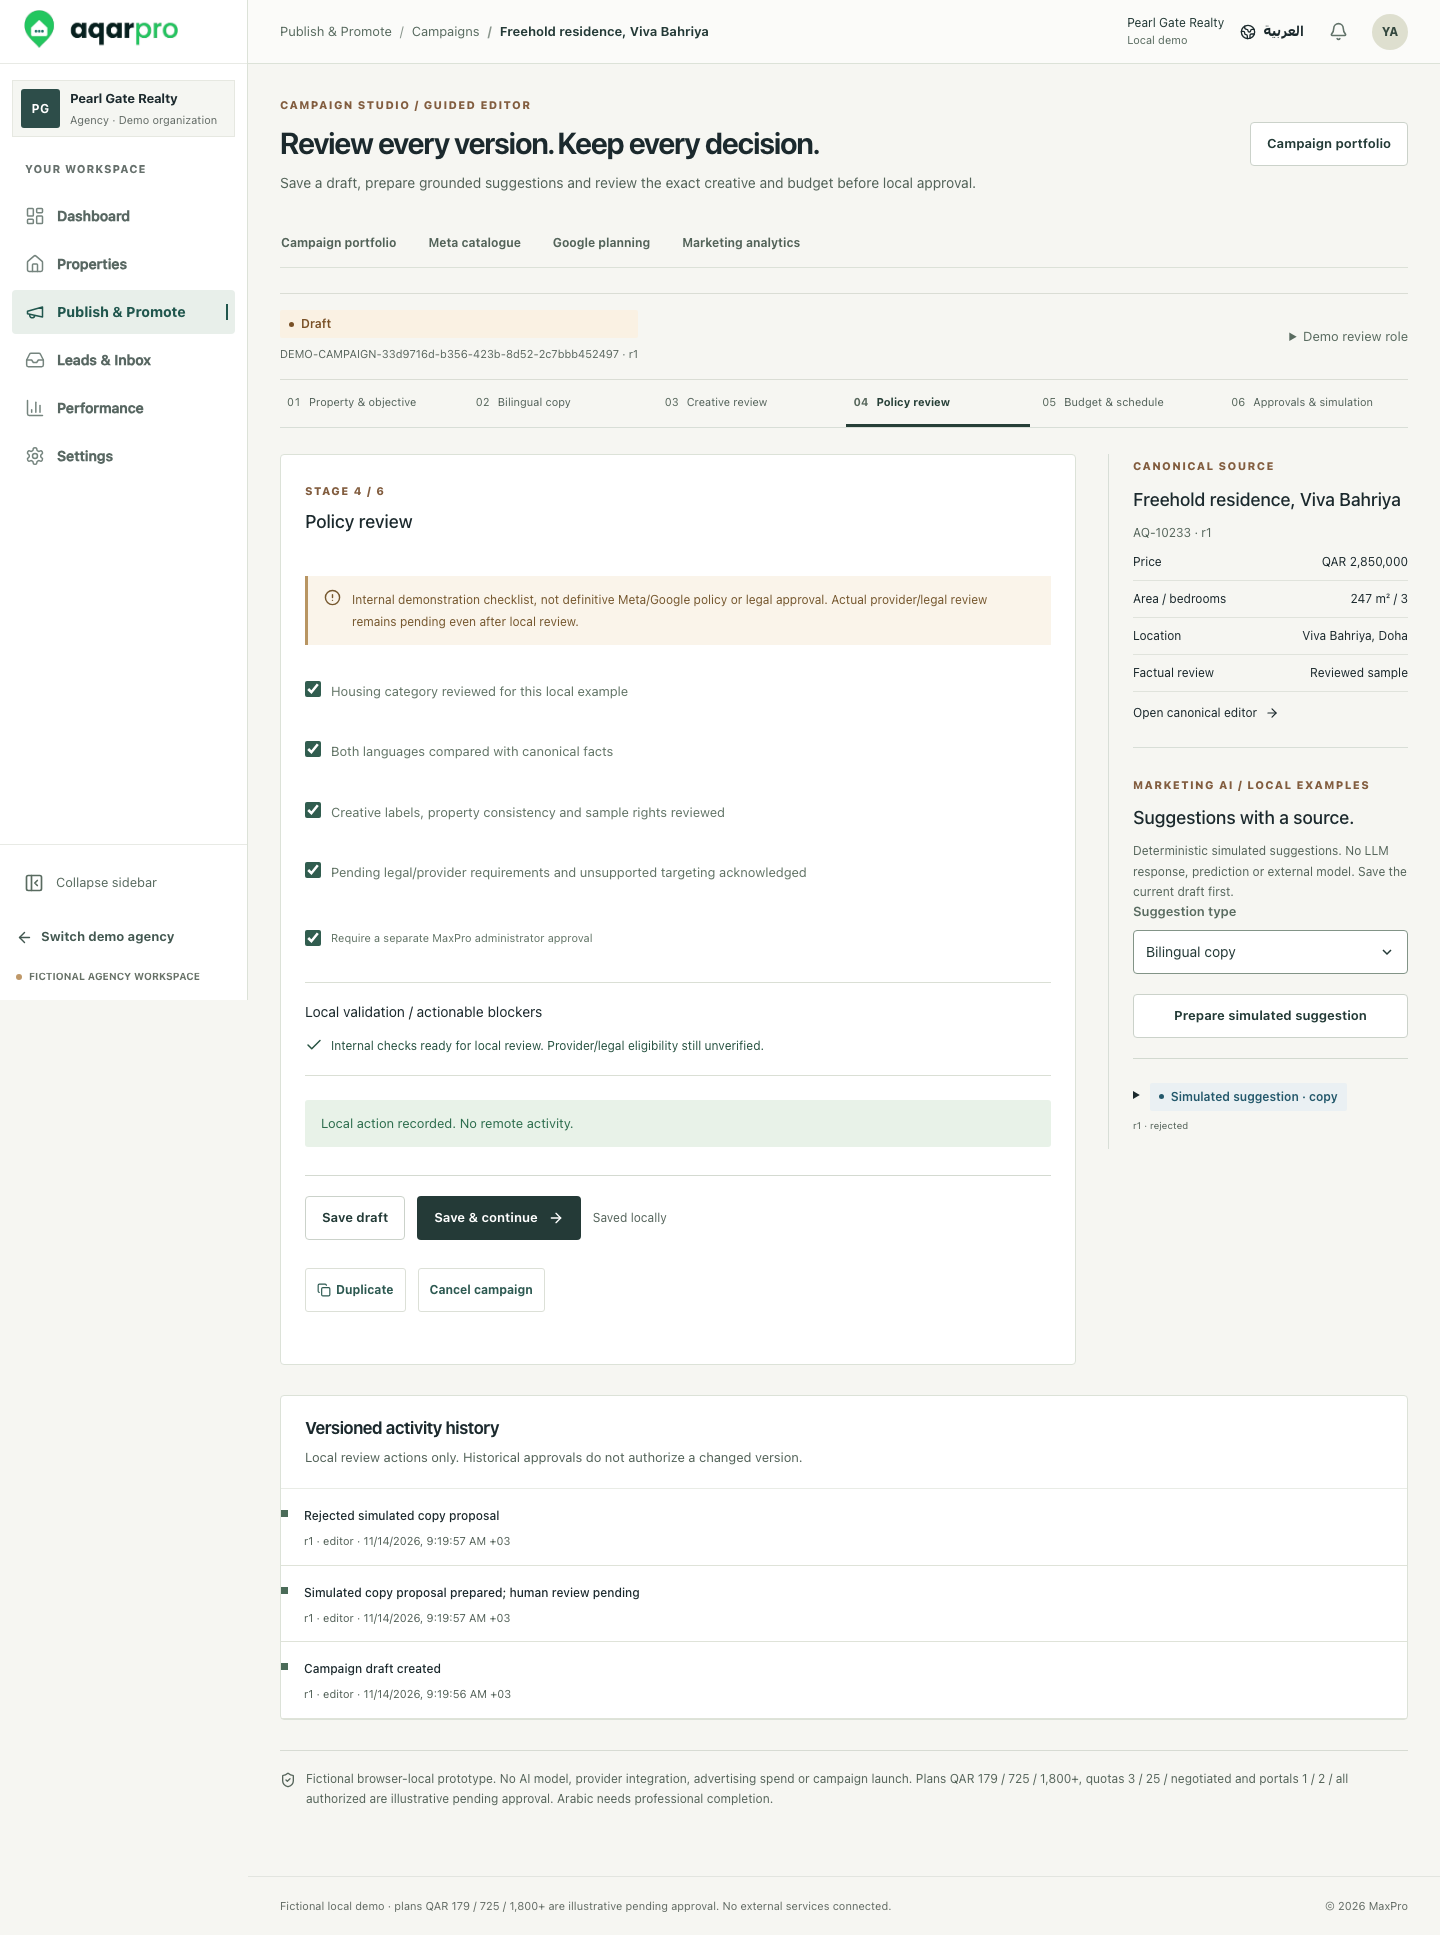 aqarpro
Publish & Promote / Campaigns / Freehold residence, Viva Bahriya
Pearl Gate Realty
Local demo
العربية
YA
PG
Pearl Gate Realty
Agency · Demo organization
YOUR WORKSPACE
Dashboard
Properties
Publish & Promote
Leads & Inbox
Performance
Settings
Collapse sidebar
Switch demo agency
FICTIONAL AGENCY WORKSPACE
CAMPAIGN STUDIO / GUIDED EDITOR
Review every version. Keep every decision.
Save a draft, prepare grounded suggestions and review the exact creative and budget before local approval.
Campaign portfolio
Campaign portfolio
Meta catalogue
Google planning
Marketing analytics
Draft
DEMO-CAMPAIGN-33d9716d-b356-423b-8d52-2c7bbb452497 · r1
Demo review role
01 Property & objective
02 Bilingual copy
03 Creative review
04 Policy review
05 Budget & schedule
06 Approvals & simulation
STAGE 4 / 6
Policy review
Internal demonstration checklist, not definitive Meta/Google policy or legal approval. Actual provider/legal review
remains pending even after local review.
Housing category reviewed for this local example
Both languages compared with canonical facts
Creative labels, property consistency and sample rights reviewed
Pending legal/provider requirements and unsupported targeting acknowledged
Require a separate MaxPro administrator approval
Local validation / actionable blockers
Internal checks ready for local review. Provider/legal eligibility still unverified.
Local action recorded. No remote activity.
Save draft
Save & continue
Saved locally
Duplicate
Cancel campaign
CANONICAL SOURCE
Freehold residence, Viva Bahriya
AQ-10233 · r1
Price QAR 2,850,000
Area / bedrooms 247 m² / 3
Location Viva Bahriya, Doha
Factual review Reviewed sample
Open canonical editor
MARKETING AI / LOCAL EXAMPLES
Suggestions with a source.
Deterministic simulated suggestions. No LLM
response, prediction or external model. Save the
current draft first.
Suggestion type
Bilingual copy
Prepare simulated suggestion
Simulated suggestion · copy
r1 · rejected
Versioned activity history
Local review actions only. Historical approvals do not authorize a changed version.
Rejected simulated copy proposal
r1 · editor · 11/14/2026, 9:19:57 AM +03
Simulated copy proposal prepared; human review pending
r1 · editor · 11/14/2026, 9:19:57 AM +03
Campaign draft created
r1 · editor · 11/14/2026, 9:19:56 AM +03
Fictional browser-local prototype. No AI model, provider integration, advertising spend or campaign launch. Plans QAR 179 / 725 / 1,800+, quotas 3 / 25 / negotiated and portals 1 / 2 / all
authorized are illustrative pending approval. Arabic needs professional completion.
Fictional local demo · plans QAR 179 / 725 / 1,800+ are illustrative pending approval. No external services connected.
© 2026 MaxPro